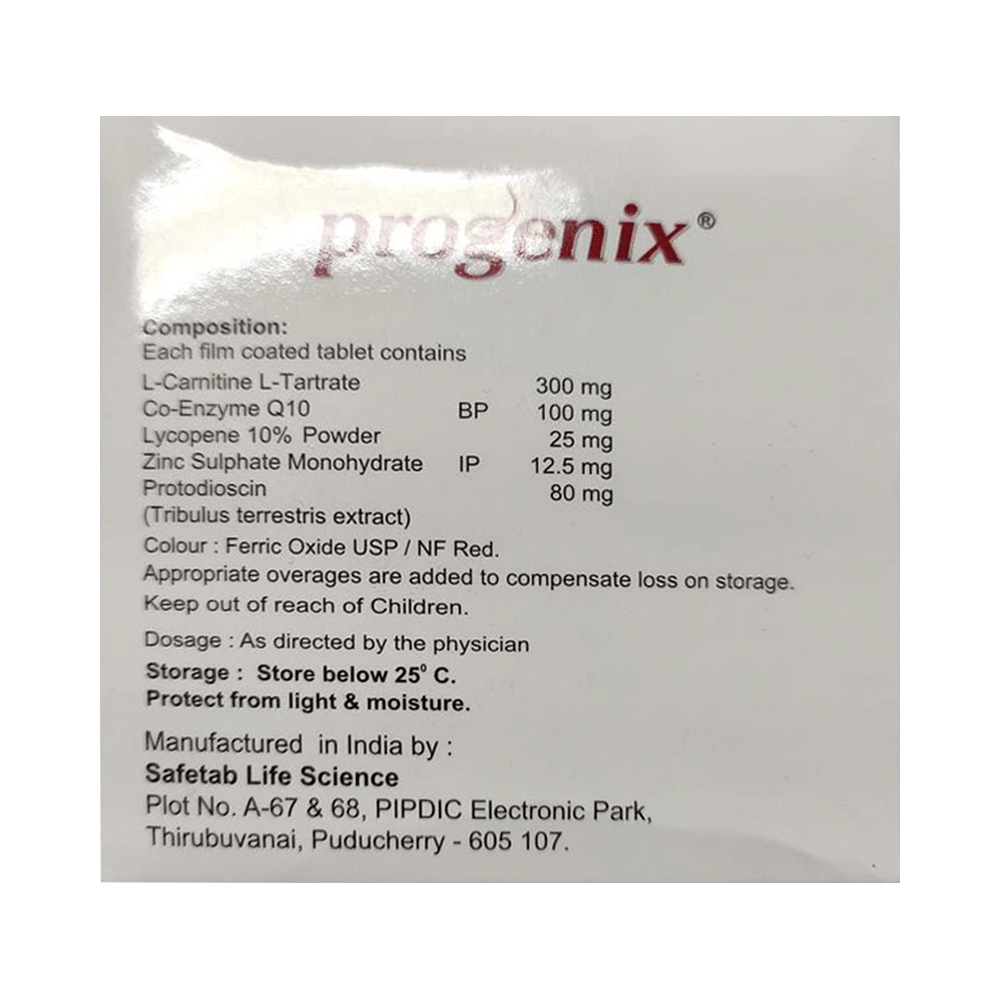 progenix®
Composition:
Each film coated tablet contains
L-Carnitine L-Tartrate 300 mg
Co-Enzyme Q10 BP 100 mg
Lycopene 10% Powder 25 mg
Zinc Sulphate Monohydrate IP 12.5 mg
Protodioscin 80 mg
(Tribulus terrestris extract)
Colour : Ferric Oxide USP / NF Red.
Appropriate overages are added to compensate loss on storage.
Keep out of reach of Children.
Dosage : As directed by the physician
Storage : Store below 25⁰ C.
Protect from light & moisture.
Manufactured in India by :
Safetab Life Science
Plot No. A-67 & 68, PIPDIC Electronic Park,
Thirubuvanai, Puducherry - 605 107.